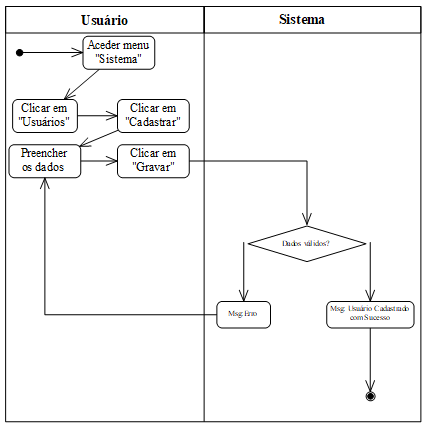 Usuário
Sistema
Aceder menu
"Sistema"
Clicar em
"Usuários"
Clicar em
"Cadastrar"
Preencher
os dados
Clicar em
"Gravar"
Dados válidos?
Msg Erro
Msg: Usuário Cadastrado
com Sucesso